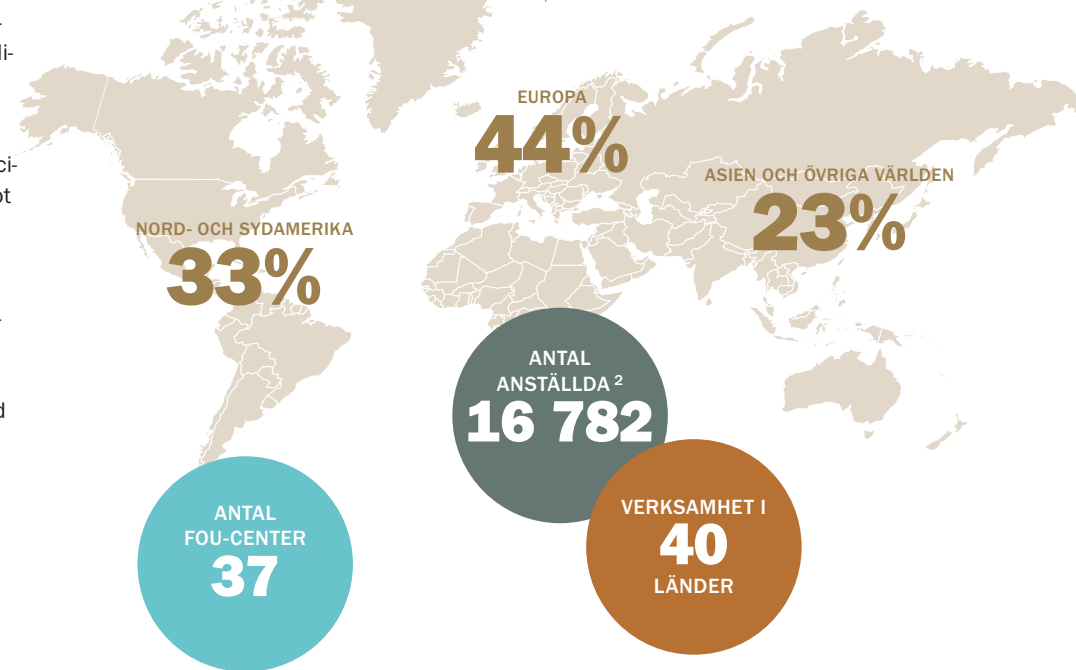 EUROPA
44%
ASIEN OCH ÖVRIGA VÄRLDEN
23%
NORD- OCH SYDAMERIKA
33%
ANTAL
ANSTÄLLDA ²
16 782
VERKSAMHET I
40
LÄNDER
ANTAL
FOU-CENTER
37